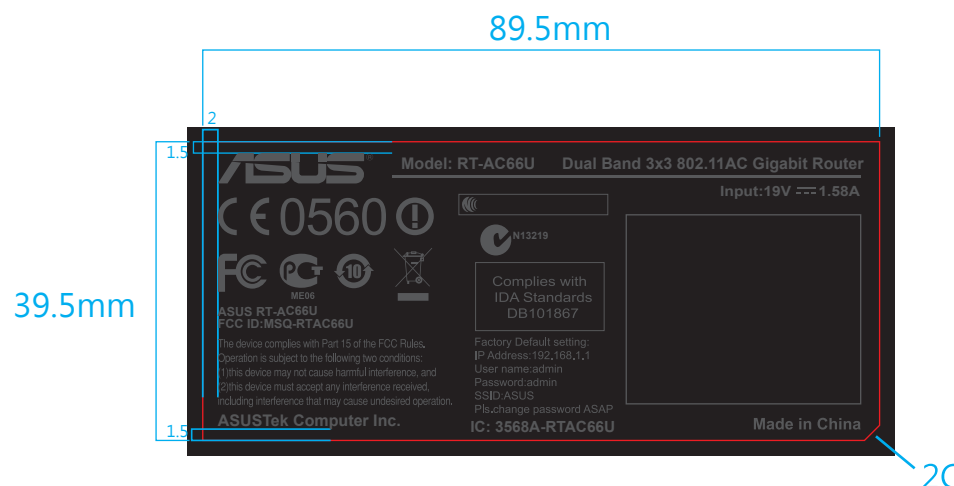 89.5mm
2
1.5
ASUS®
Model: RT-AC66U Dual Band 3x3 802.11AC Gigabit Router
Input:19V 1.58A
CE0560
N13219
FC PCT 10
ME06
Complies with
IDA Standards
DB101867
39.5mm
ASUS RT-AC66U
FCC ID:MSQ-RTAC66U
The device complies with Part 15 of the FCC Rules.
Operation is subject to the following two conditions:
(1)this device may not cause harmful interference, and
(2)this device must accept any interference received,
including interference that may cause undesired operation.
Factory Default setting:
IP Address:192.168.1.1
User name:admin
Password:admin
SSID:ASUS
Pls.change password ASAP
1.5
ASUSTek Computer Inc.
IC: 3568A-RTAC66U
Made in China